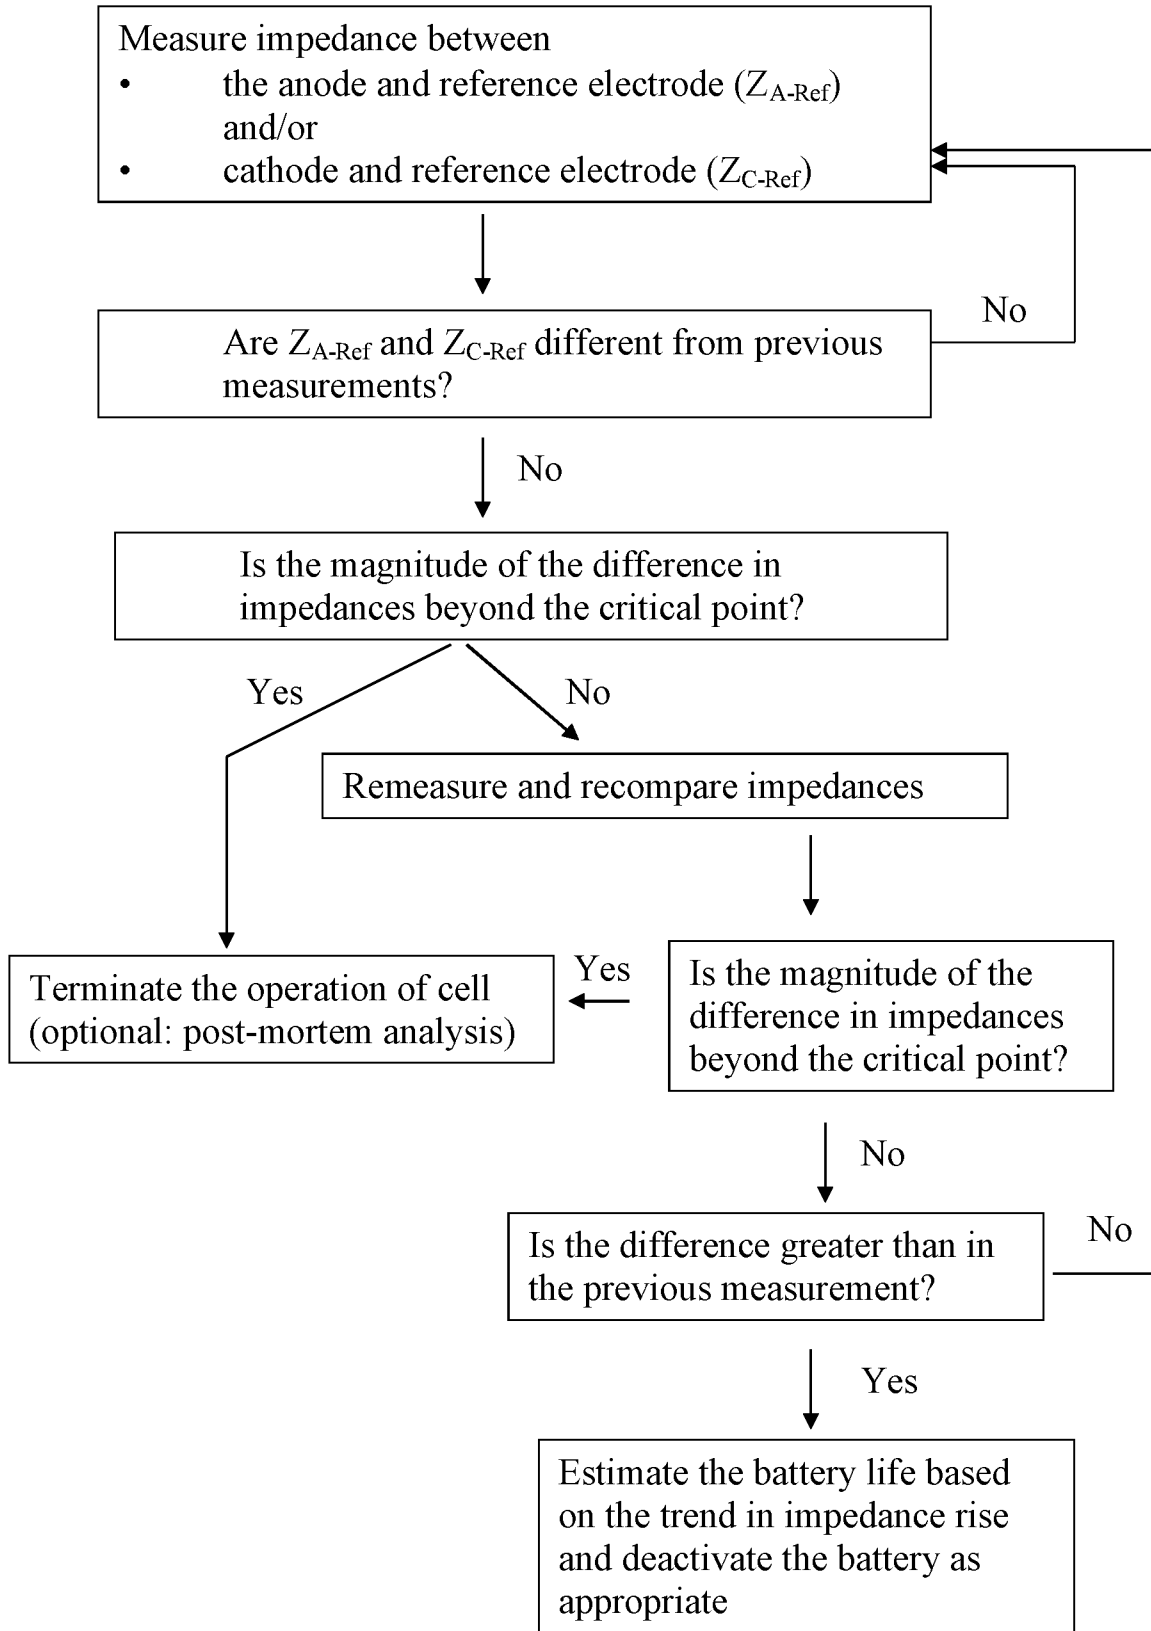 Measure impedance between
• the anode and reference electrode (Z_A-Ref)
and/or
• cathode and reference electrode (Z_C-Ref)
No
Are Z_A-Ref and Z_C-Ref different from previous
measurements?
No
Is the magnitude of the difference in
impedances beyond the critical point?
Yes
No
Remeasure and recompare impedances
Terminate the operation of cell
(optional: post-mortem analysis)
Yes
Is the magnitude of the
difference in impedances
beyond the critical point?
No
Is the difference greater than in
the previous measurement?
No
Yes
Estimate the battery life based
on the trend in impedance rise
and deactivate the battery as
appropriate